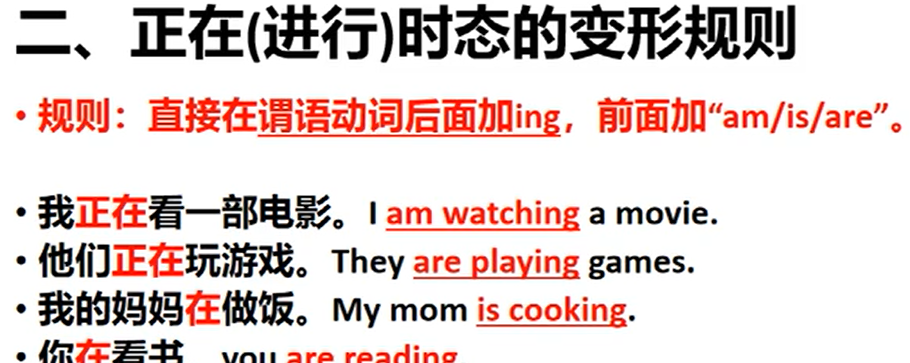 二、正在(进行)时态的变形规则
• 规则：直接在谓语动词后面加ing，前面加“am/is/are”。
• 我正在看一部电影。I am watching a movie.
• 他们正在玩游戏。They are playing games.
• 我的妈妈在做饭。My mom is cooking.
• 你在看书 you are reading